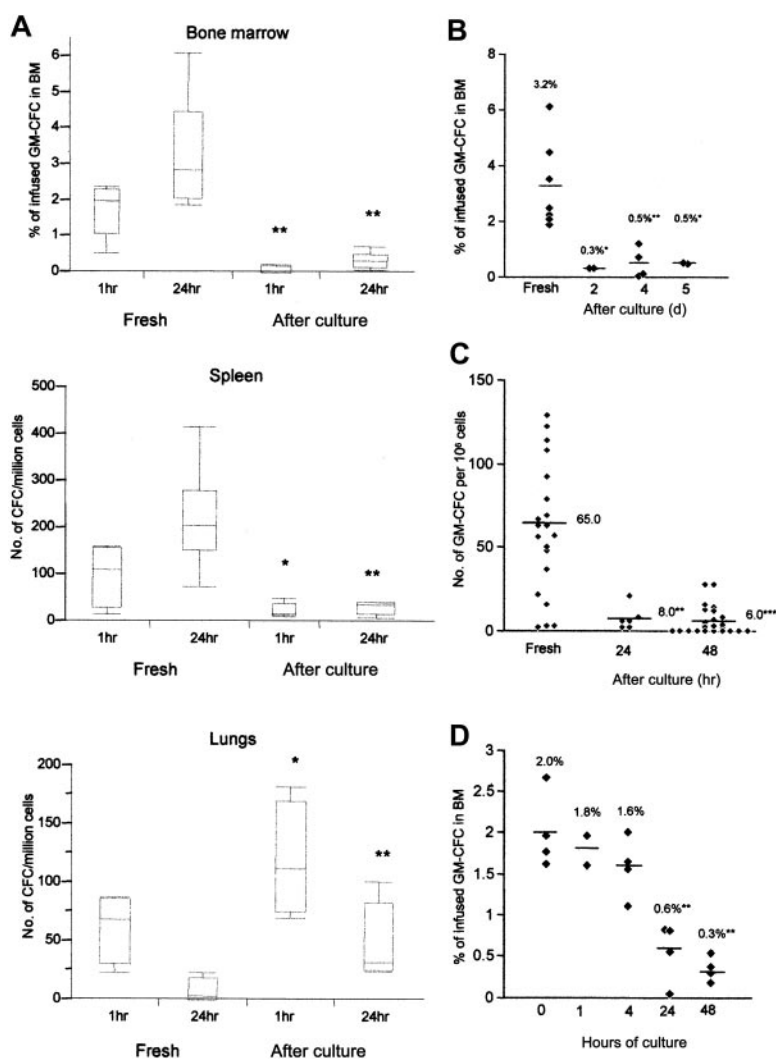 A
Bone marrow
% of infused GM-CFC in BM
6
5
4
3
2
1
0
**
**
1hr 24hr 1hr 24hr
Fresh After culture
Spleen
No. of CFC/million cells
500
400
300
200
100
0
*
**
1hr 24hr 1hr 24hr
Fresh After culture
Lungs
No. of CFC/million cells
200
150
100
50
0
*
**
1hr 24hr 1hr 24hr
Fresh After culture
B
% of infused GM-CFC in BM
8
6
4
2
0
3.2%
0.3%*
0.5%**
0.5%*
Fresh 2 4 5
After culture (d)
C
No. of GM-CFC per 10⁶ cells
150
100
50
0
65.0
8.0**
6.0***
Fresh 24 48
After culture (hr)
D
% of infused GM-CFC in BM
3
2.5
2
1.5
1
0.5
0
2.0%
1.8%
1.6%
0.6%**
0.3%**
0 1 4 24 48
Hours of culture